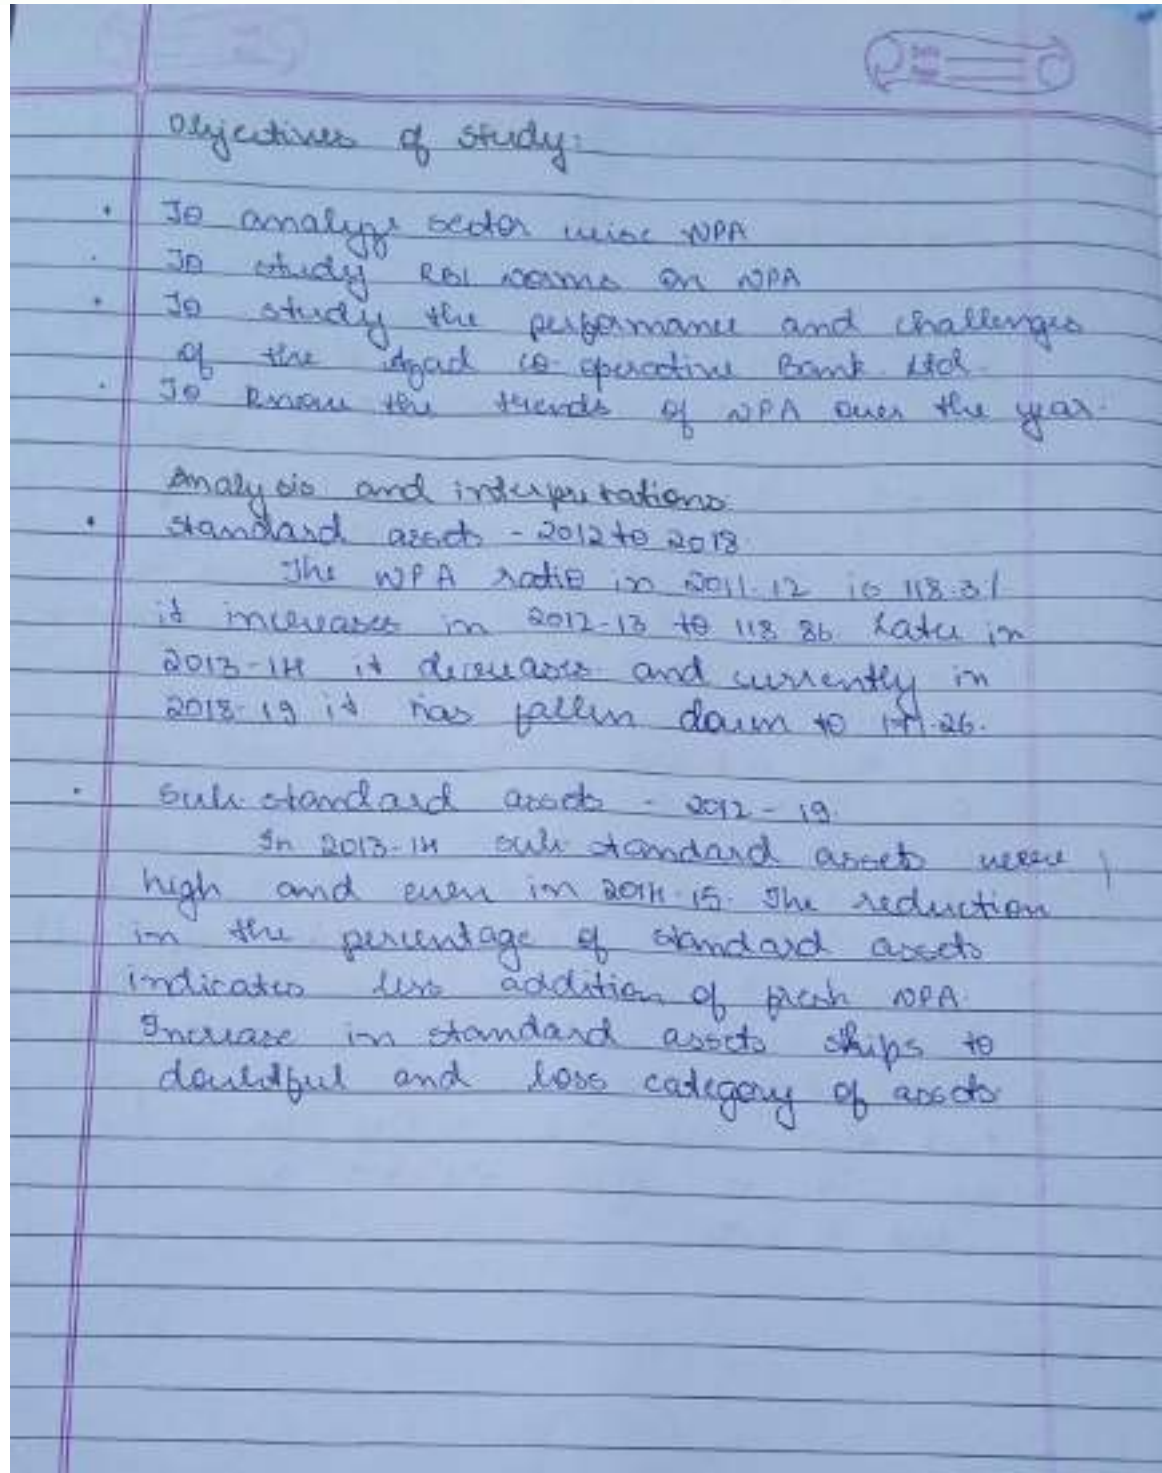 Objectives of study:
To analyze sector wise NPA
To study RBI norms on NPA
To study the performance and challenges
of the Azad co-operative Bank Ltd.
To know the trends of NPA over the year.
Analysis and interpretations
Standard assets - 2012 to 2018
The NPA ratio in 2011-12 is 118.31
it increases in 2012-13 to 118.86. Later in
2013-14 it decreases and currently in
2018-19 it has fallen down to
Sub standard assets - 2012 - 19.
In 2013-14 sub standard assets were
high and even in 2014-15. The reduction
in the percentage of standard assets
indicates less addition of fresh NPA.
Increase in standard assets ships to
doubtful and loss category of assets